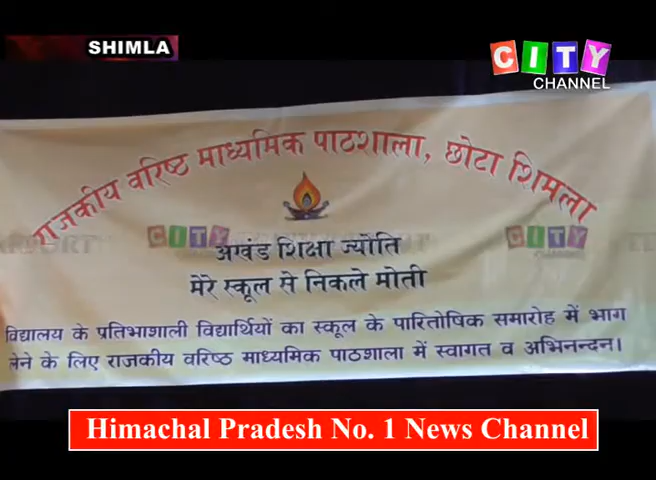 SHIMLA
CITY
CHANNEL
राजकीय वरिष्ठ माध्यमिक पाठशाला, छोटा शिमला
CITY
CITY
अखंड शिक्षा ज्योति
मेरे स्कूल से निकले मोती
विद्यालय के प्रतिभाशाली विद्यार्थियों का स्कूल के पारितोषिक समारोह में भाग
लेने के लिए राजकीय वरिष्ठ माध्यमिक पाठशाला में स्वागत व अभिनन्दन।
Himachal Pradesh No. 1 News Channel